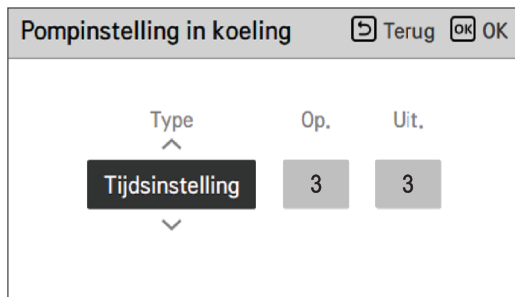 Pompinstelling in koeling Terug OK OK
Type Op. Uit.
Tijdsinstelling 3 3